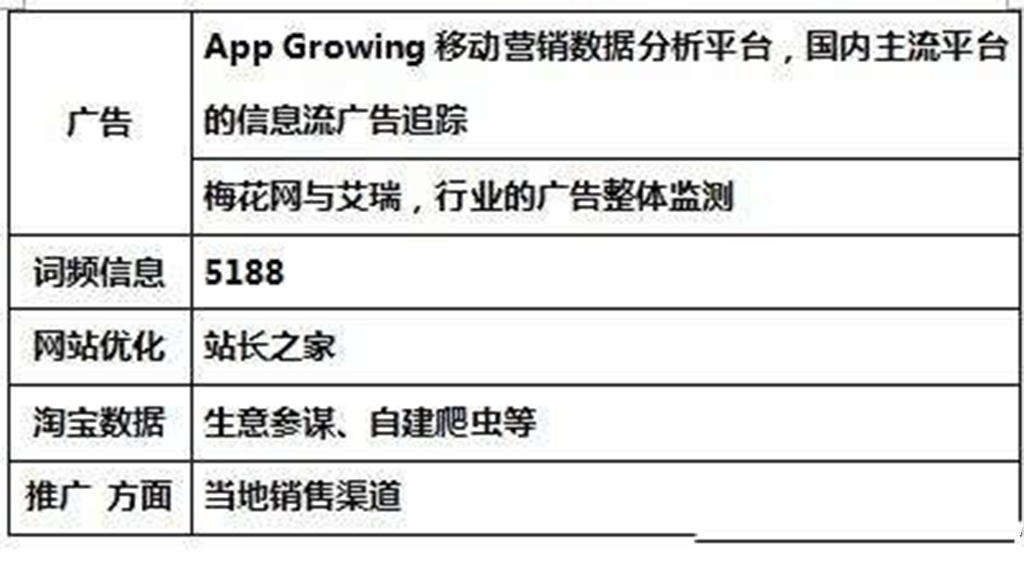 广告
App Growing 移动营销数据分析平台，国内主流平台
的信息流广告追踪
梅花网与艾瑞，行业的广告整体监测
词频信息
5188
网站优化
站长之家
淘宝数据
生意参谋、自建爬虫等
推广 方面
当地销售渠道